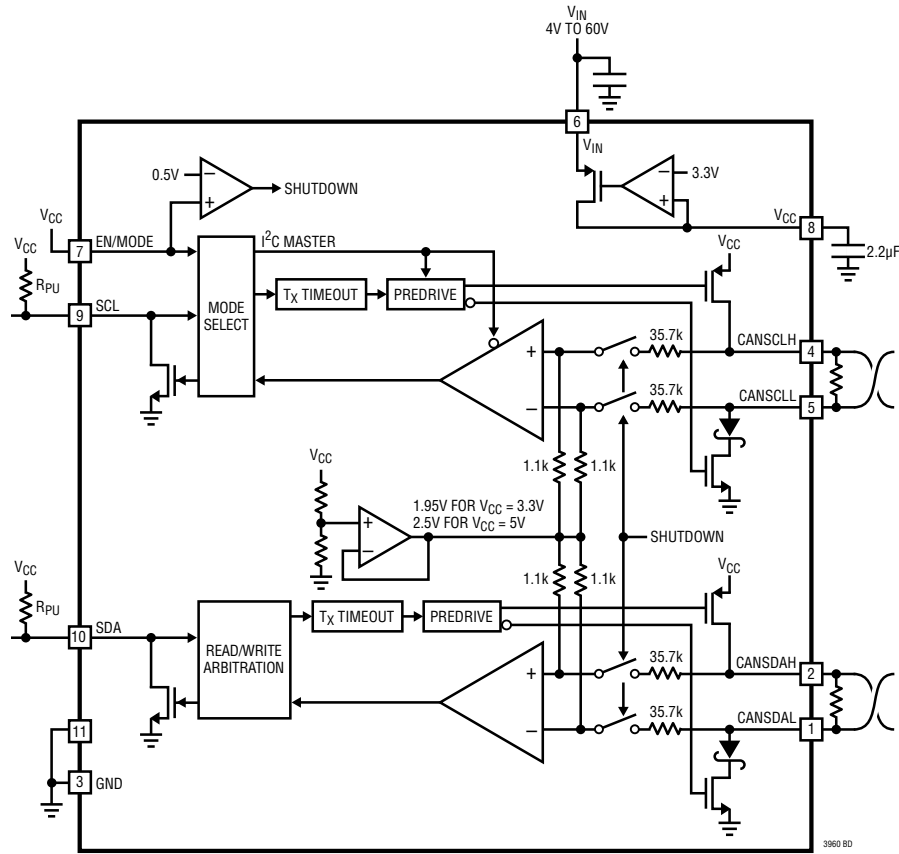 VIN
4V TO 60V
6
VIN
0.5V
−
+
SHUTDOWN
−
+
3.3V
VCC
8
2.2µF
VCC
7
EN/MODE
VCC
RPU
9
SCL
MODE
SELECT
I2C MASTER
TX TIMEOUT
PREDRIVE
VCC
+
−
35.7k
35.7k
CANSCLH
4
CANSCLL
5
1.1k
1.1k
VCC
+
−
1.95V FOR VCC = 3.3V
2.5V FOR VCC = 5V
SHUTDOWN
1.1k
1.1k
VCC
RPU
10
SDA
READ/WRITE
ARBITRATION
TX TIMEOUT
PREDRIVE
VCC
+
−
35.7k
35.7k
CANSDAH
2
CANSDAL
1
11
3
GND
3960 BD